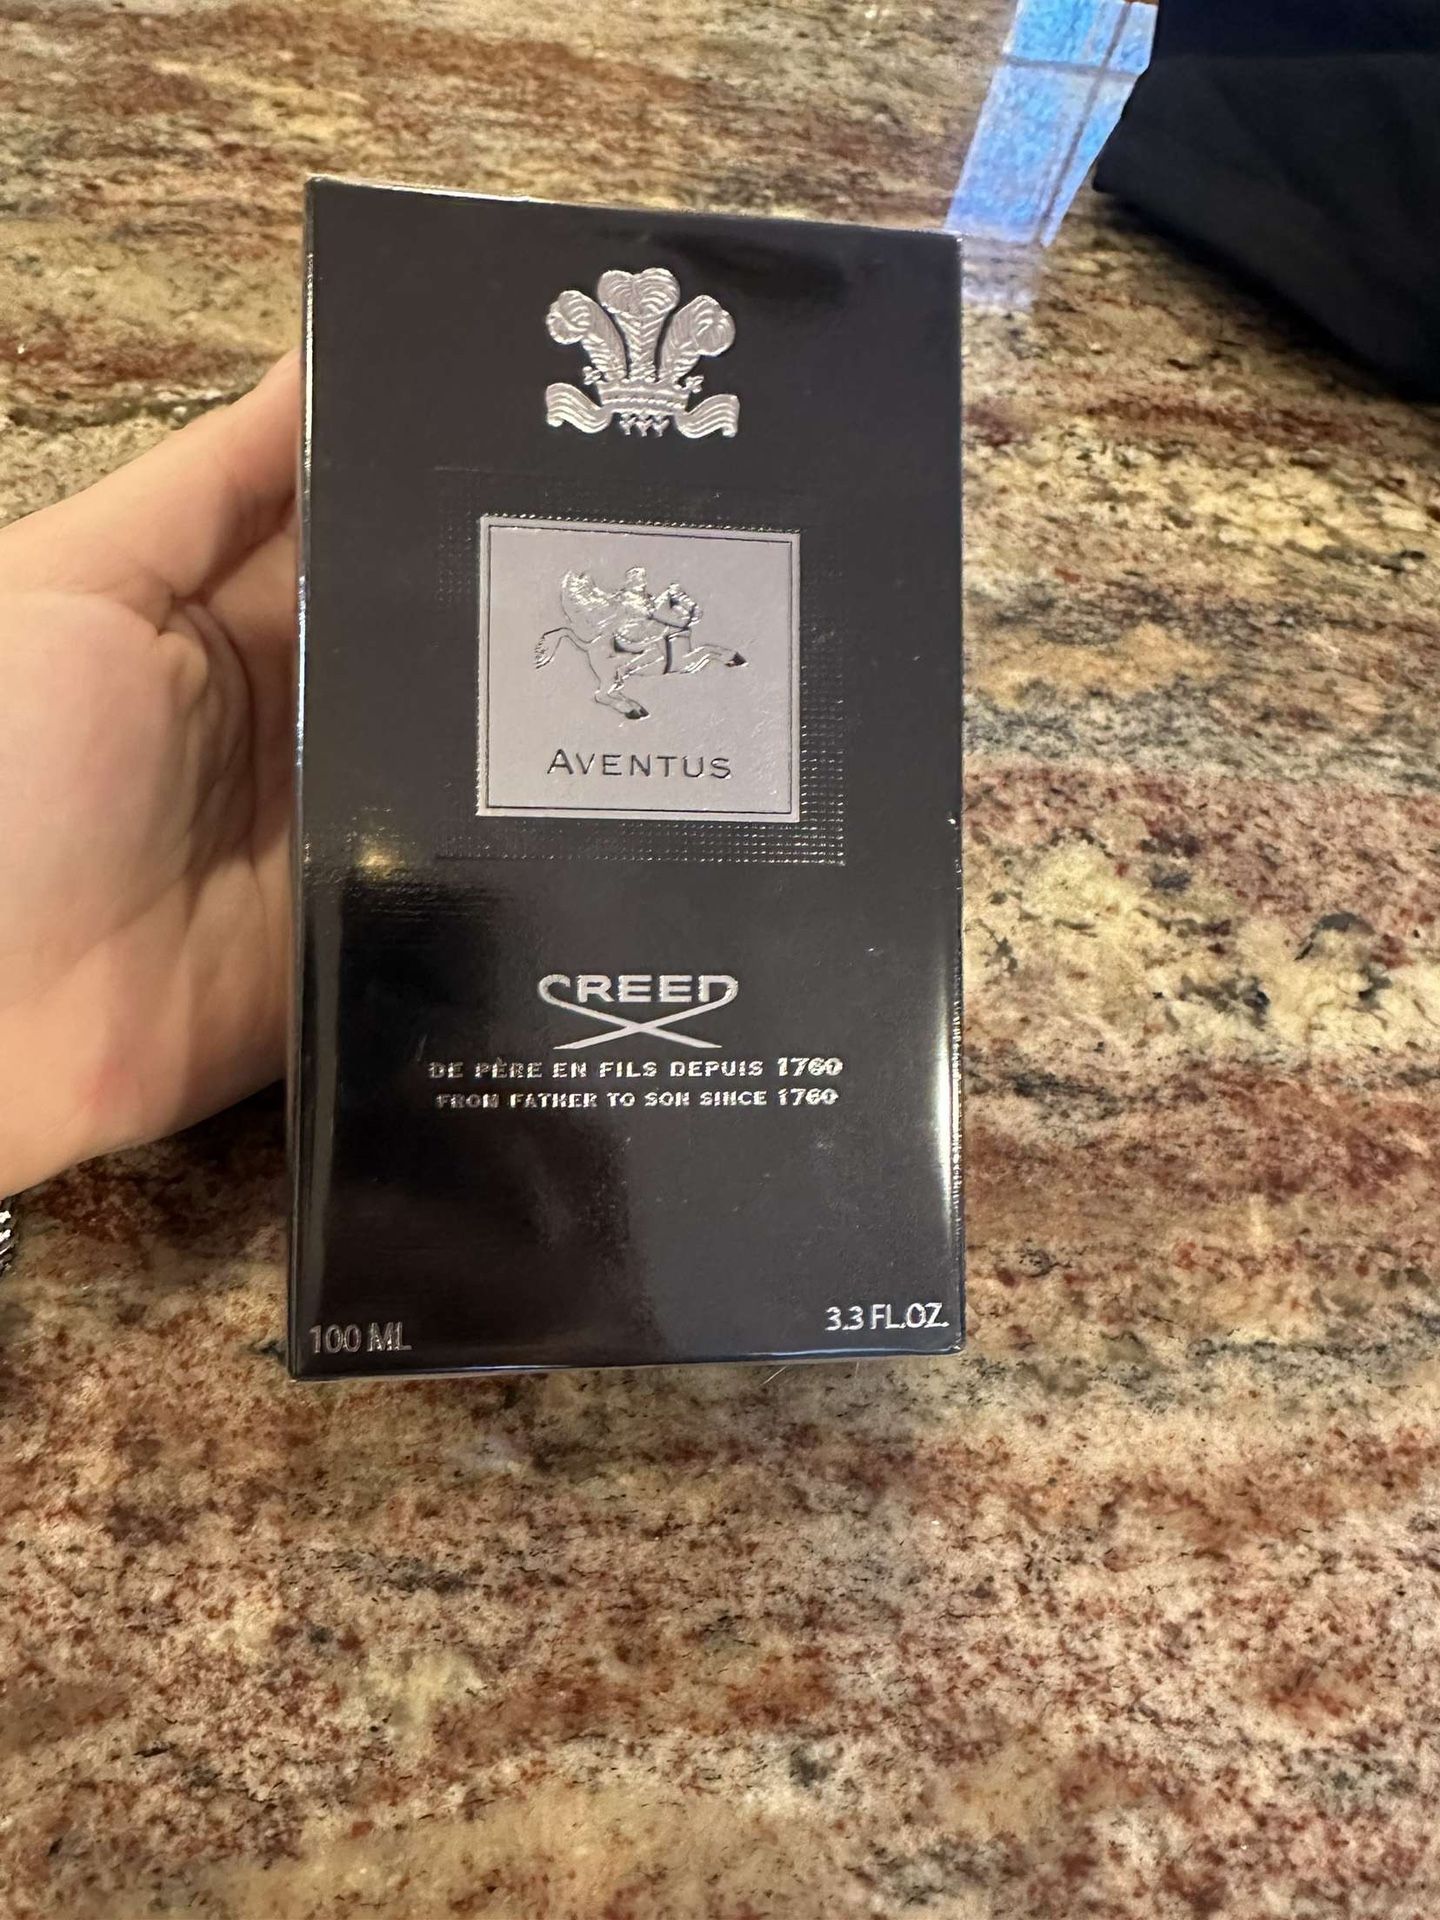 AVENTUS
CREED
DE PÈRE EN FILS DEPUIS 1760
FROM FATHER TO SON SINCE 1760
100 ML
3.3 FL.OZ.